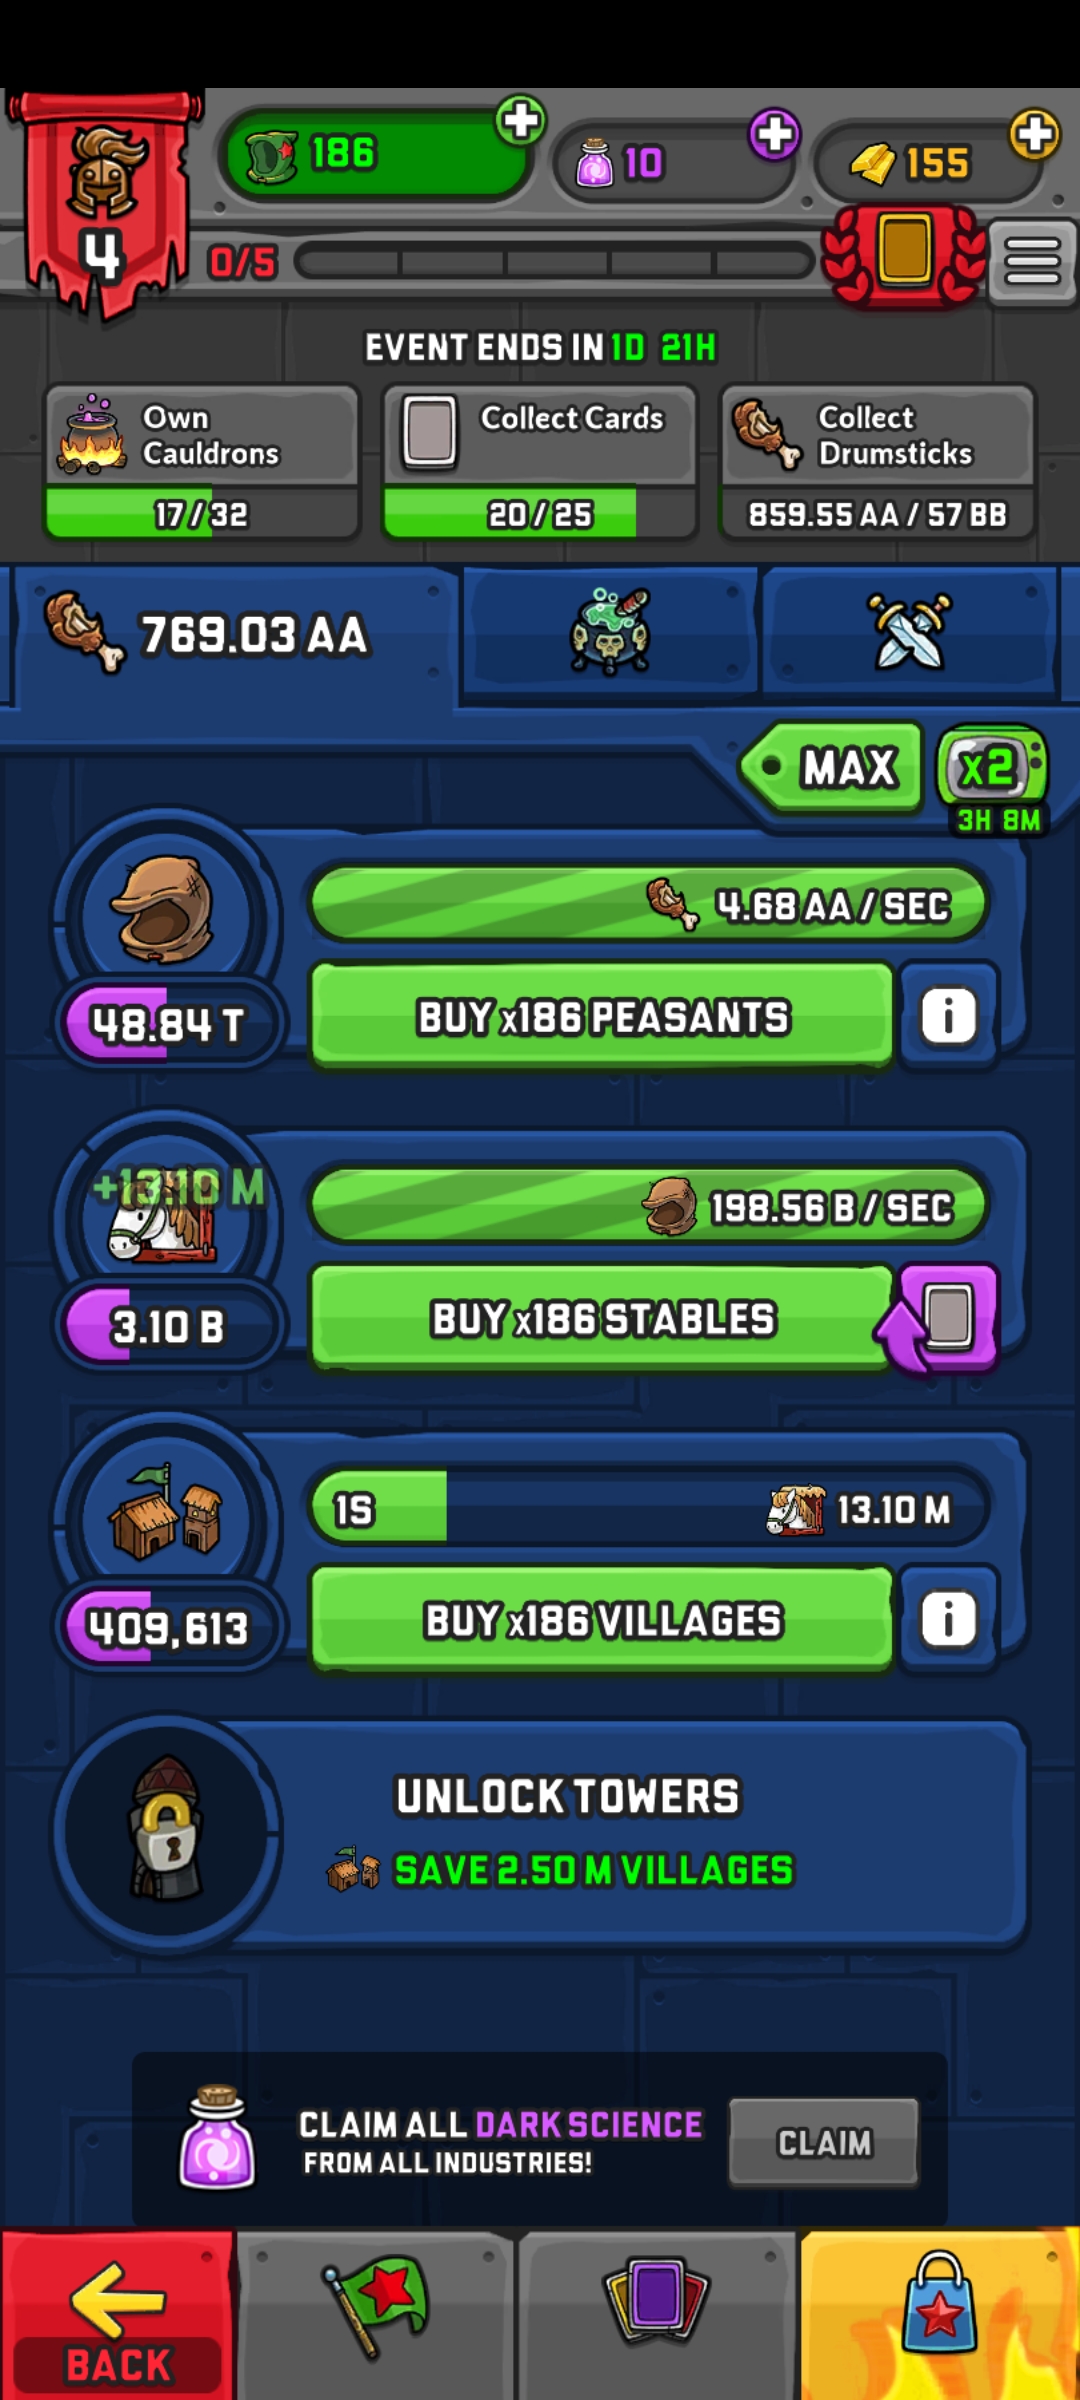 186
10
155
4
0/5
EVENT ENDS IN 1D 21H
Own
Cauldrons
17/32
Collect Cards
20/25
Collect
Drumsticks
859.55 AA / 57 BB
769.03 AA
MAX
x2
3H 8M
4.68 AA / SEC
48.84 T
BUY x186 PEASANTS
i
+13.10 M
198.56 B / SEC
3.10 B
BUY x186 STABLES
1S
13.10 M
409,613
BUY x186 VILLAGES
i
UNLOCK TOWERS
SAVE 2.50 M VILLAGES
CLAIM ALL DARK SCIENCE
FROM ALL INDUSTRIES!
CLAIM
BACK